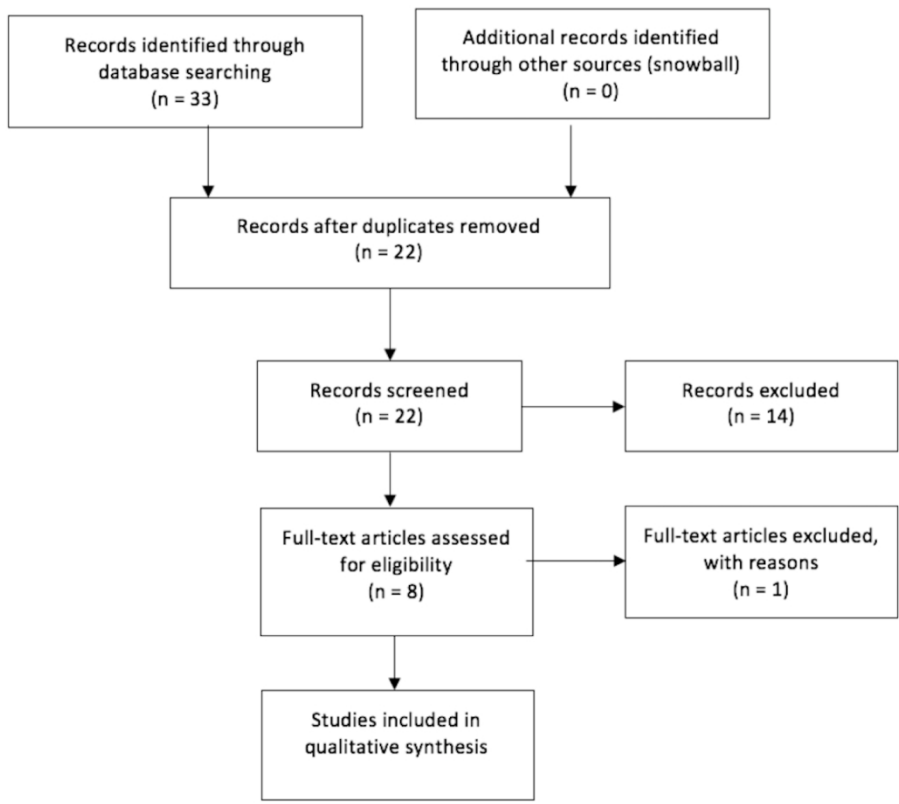 Records identified through
database searching
(n = 33)
Additional records identified
through other sources (snowball)
(n = 0)
Records after duplicates removed
(n = 22)
Records screened
(n = 22)
Records excluded
(n = 14)
Full-text articles assessed
for eligibility
(n = 8)
Full-text articles excluded,
with reasons
(n = 1)
Studies included in
qualitative synthesis